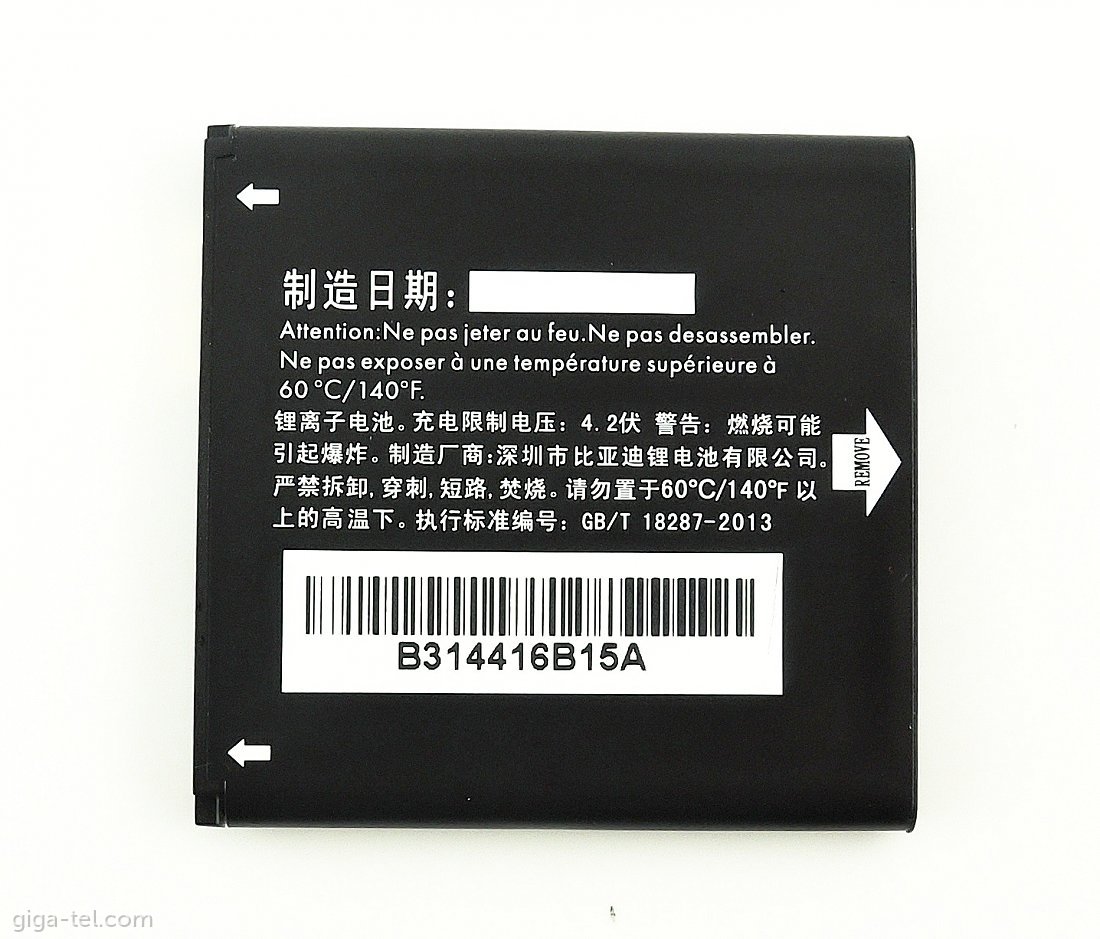 制造日期:
Attention:Ne pas jeter au feu.Ne pas desassembler.
Ne pas exposer à une température supérieure à
60 °C/140°F.
锂离子电池。充电限制电压: 4.2伏 警告: 燃烧可能
引起爆炸。制造厂商:深圳市比亚迪锂电池有限公司。
严禁拆卸,穿刺,短路,焚烧。请勿置于60°C/140°F 以
上的高温下。执行标准编号: GB/T 18287-2013
REMOVE
B314416B15A
giga-tel.com